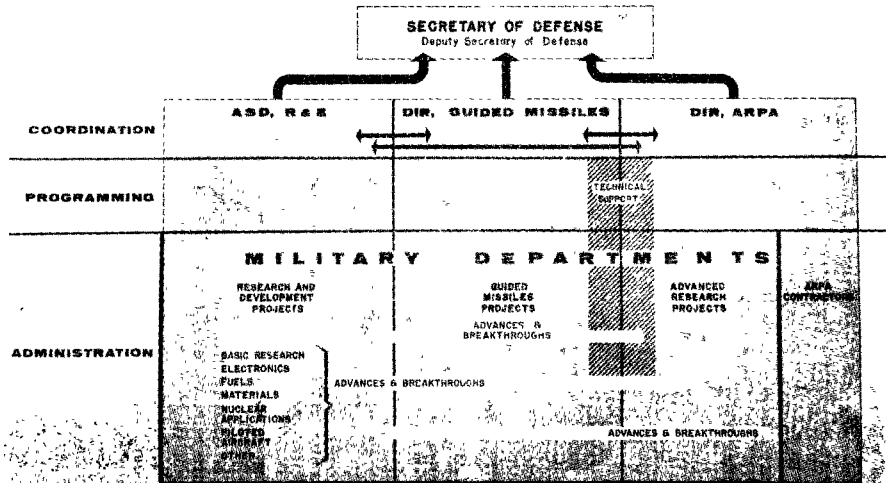 SECRETARY OF DEFENSE
Deputy Secretary of Defense
ASD, R & E
DIR, GUIDED MISSILES
DIR, ARPA
COORDINATION
PROGRAMMING
TECHNICAL
SUPPORT
MILITARY DEPARTMENTS
RESEARCH AND
DEVELOPMENT
PROJECTS
GUIDED
MISSILES
PROJECTS
ADVANCED
RESEARCH
PROJECTS
ARPA
CONTRACTORS
ADVANCES &
BREAKTHROUGHS
ADMINISTRATION
BASIC RESEARCH
ELECTRONICS
FUELS
MATERIALS
NUCLEAR
APPLICATIONS
PILOTED
AIRCRAFT
OTHER
ADVANCES & BREAKTHROUGHS
ADVANCES & BREAKTHROUGHS